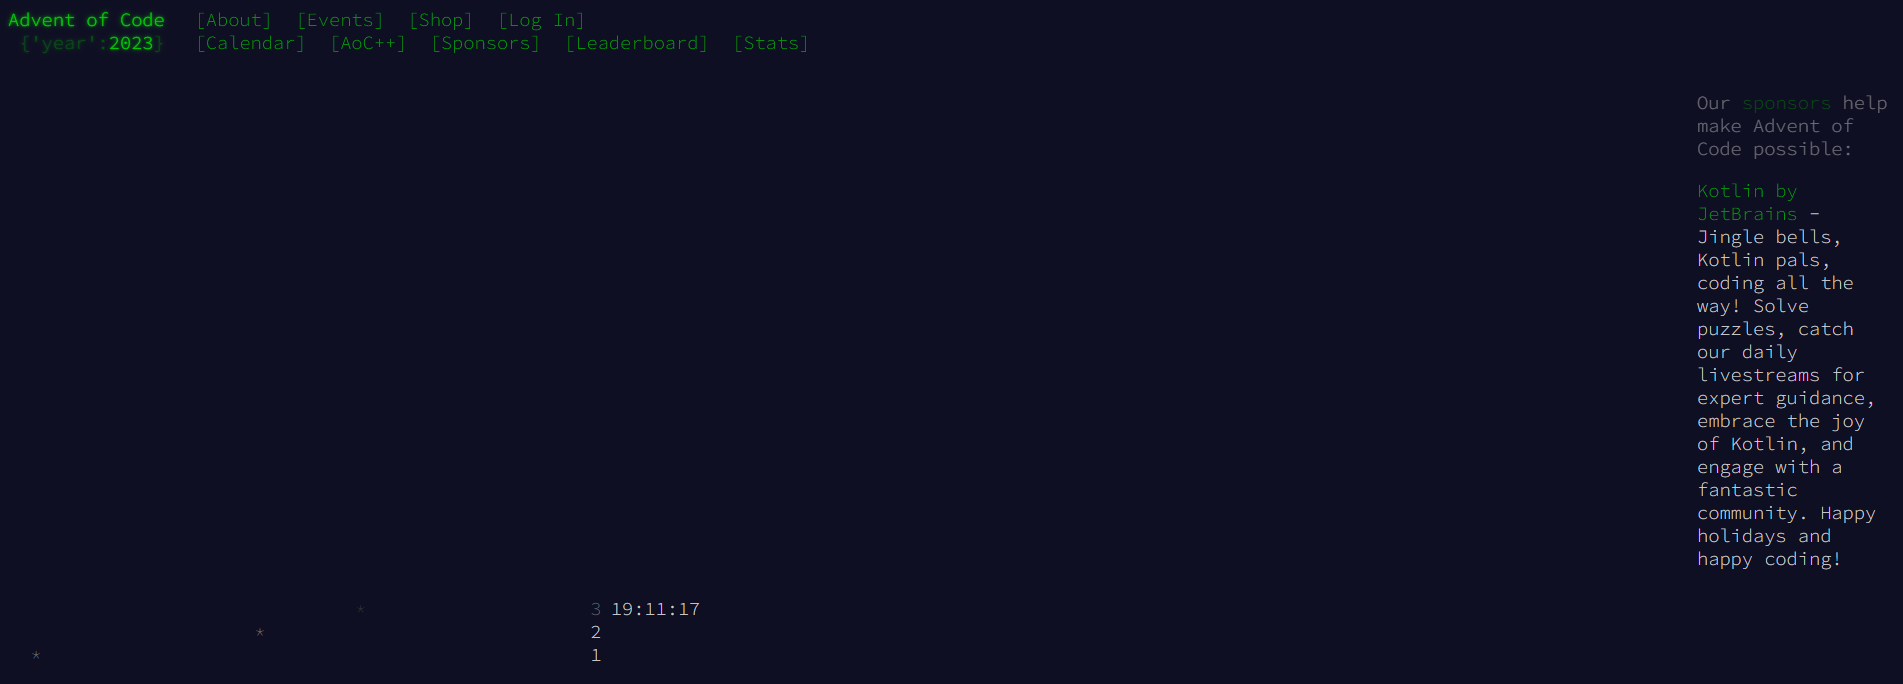 Advent of Code [About] [Events] [Shop] [Log In]
{'year':2023} [Calendar] [AoC++] [Sponsors] [Leaderboard] [Stats]
Our sponsors help
make Advent of
Code possible:
Kotlin by
JetBrains –
Jingle bells,
Kotlin pals,
coding all the
way! Solve
puzzles, catch
our daily
livestreams for
expert guidance,
embrace the joy
of Kotlin, and
engage with a
fantastic
community. Happy
holidays and
happy coding!
* 3 19:11:17
* 2
* 1